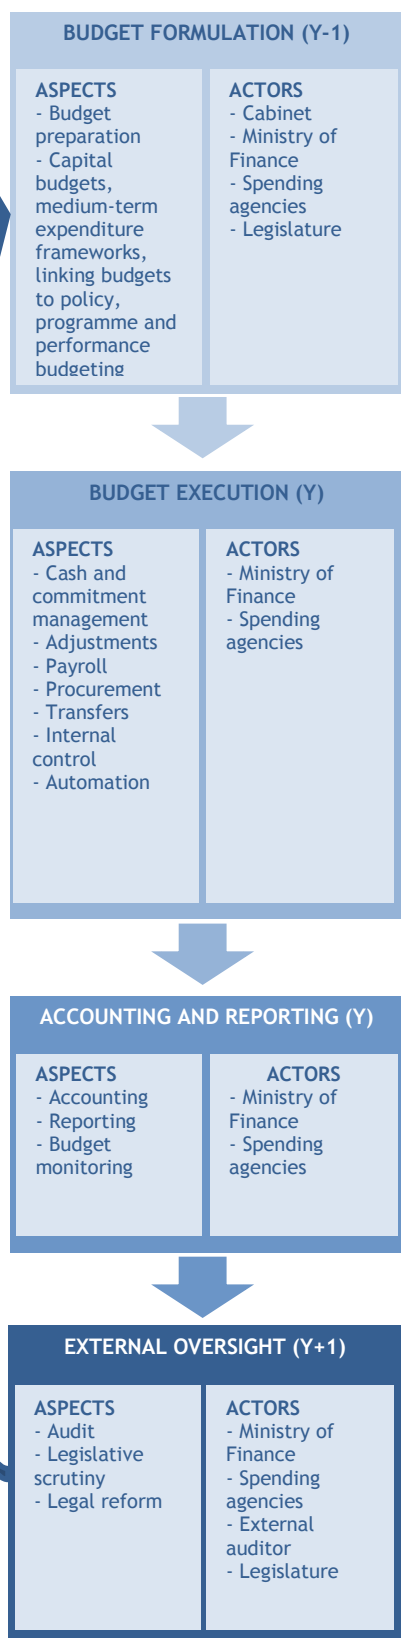 BUDGET FORMULATION (Y-1)
ASPECTS
- Budget
preparation
- Capital
budgets,
medium-term
expenditure
frameworks,
linking budgets
to policy,
programme and
performance
budgeting
ACTORS
- Cabinet
- Ministry of
Finance
- Spending
agencies
- Legislature
BUDGET EXECUTION (Y)
ASPECTS
- Cash and
commitment
management
- Adjustments
- Payroll
- Procurement
- Transfers
- Internal
control
- Automation
ACTORS
- Ministry of
Finance
- Spending
agencies
ACCOUNTING AND REPORTING (Y)
ASPECTS
- Accounting
- Reporting
- Budget
monitoring
ACTORS
- Ministry of
Finance
- Spending
agencies
EXTERNAL OVERSIGHT (Y+1)
ASPECTS
- Audit
- Legislative
scrutiny
- Legal reform
ACTORS
- Ministry of
Finance
- Spending
agencies
- External
auditor
- Legislature